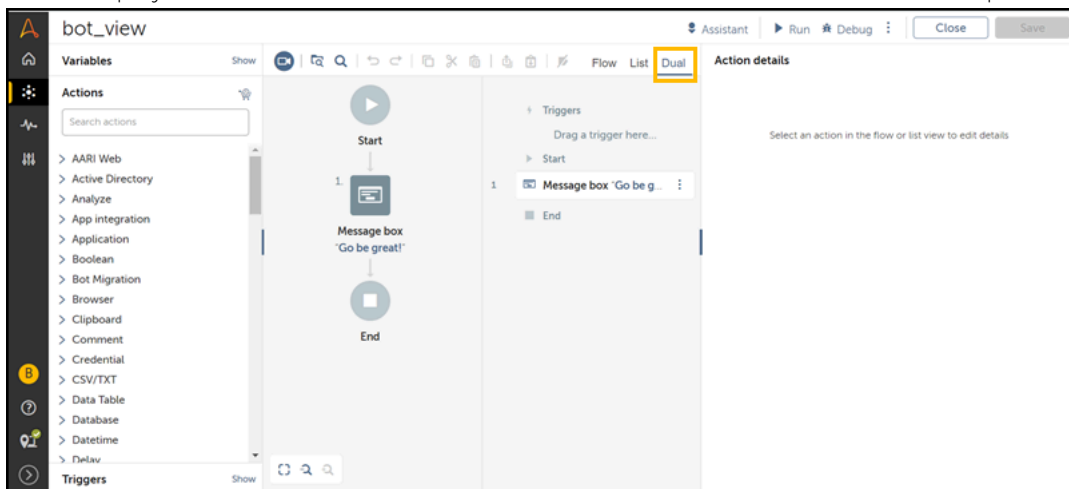 bot_view
Assistant
Run
Debug
Close
Save
Variables
Show
Flow
List
Dual
Action details
Actions
Search actions
AARI Web
Active Directory
Analyze
App integration
Application
Boolean
Bot Migration
Browser
Clipboard
Comment
Credential
CSV/TXT
Data Table
Database
Datetime
Delay
Triggers
Show
B
Start
1.
Message box
"Go be great!"
End
Triggers
Drag a trigger here...
Start
1
Message box "Go be g...
End
Select an action in the flow or list view to edit details